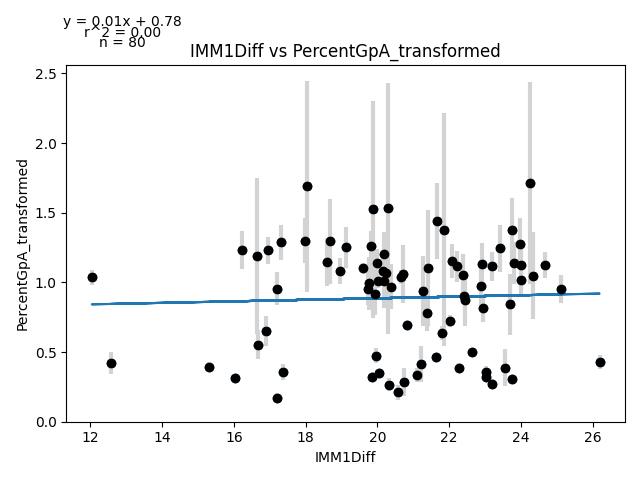 y = 0.01x + 0.78
r^2 = 0.00
n = 80
IMM1Diff vs PercentGpA_transformed
2.5
2.0
1.5
1.0
0.5
0.0
PercentGpA_transformed
12 14 16 18 20 22 24 26
IMM1Diff